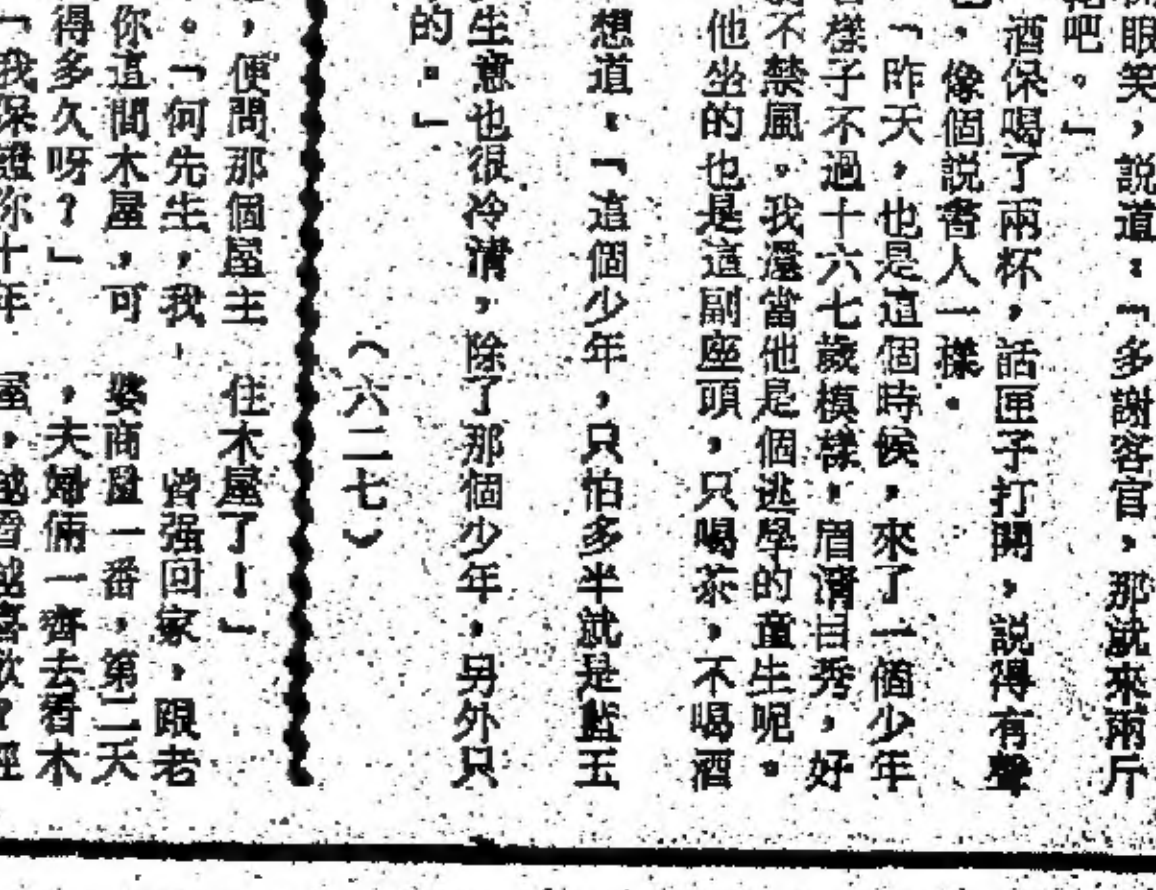 眼笑，說道：「多謝客官，那就來兩斤
吧。」
酒保喝了兩杯，話匣子打開，説得有聲
，像個説書人一樣。
「昨天，也是這個時候，來了一個少年
樣子不過十六七歲模樣，眉清目秀，好
不禁風。我還當他是個逃學的童生呢。
他坐的也是這副座頭，只喝茶，不喝酒
想道：「這個少年，只怕多半就是藍玉
生意也很冷清，除了那個少年，另外只
的。」
（六二七）
，便問那個屋主
。「何先生，我，
你這間木屋，可
得多久呀？」
「我保證你十年
住木屋了！」
強回家，跟老
婆商量一番，第二天
，夫婦倆一齊去看木
屋，越看越喜歡？經